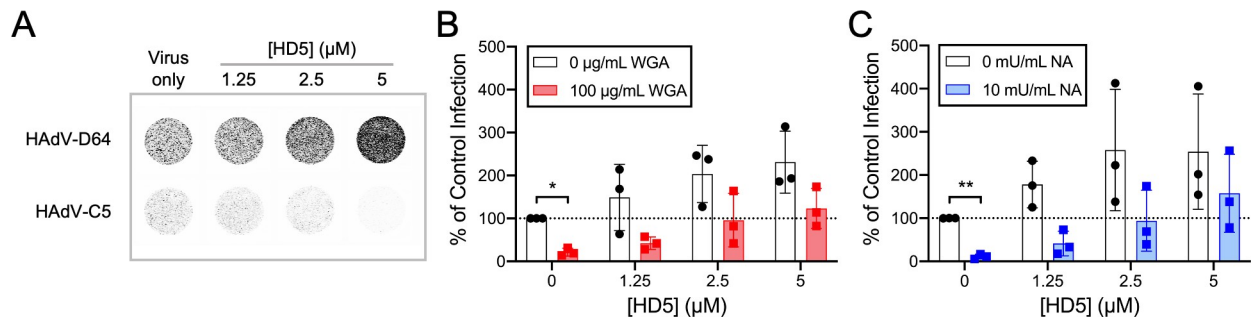 A
[HD5] (µM)
Virus only
1.25
2.5
5
HAdV-D64
HAdV-C5
B
% of Control Infection
500
400
300
200
100
0
0 µg/mL WGA
100 µg/mL WGA
*
0
1.25
2.5
5
[HD5] (µM)
C
% of Control Infection
500
400
300
200
100
0
0 mU/mL NA
10 mU/mL NA
**
0
1.25
2.5
5
[HD5] (µM)